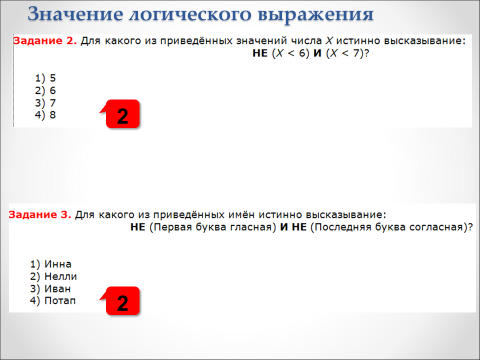 Значение логического выражения
Задание 2. Для какого из приведённых значений числа X истинно высказывание:
НЕ (X < 6) И (X < 7)?
1) 5
2) 6
3) 7
4) 8
2
Задание 3. Для какого из приведённых имён истинно высказывание:
НЕ (Первая буква гласная) И НЕ (Последняя буква согласная)?
1) Инна
2) Нелли
3) Иван
4) Потап
2